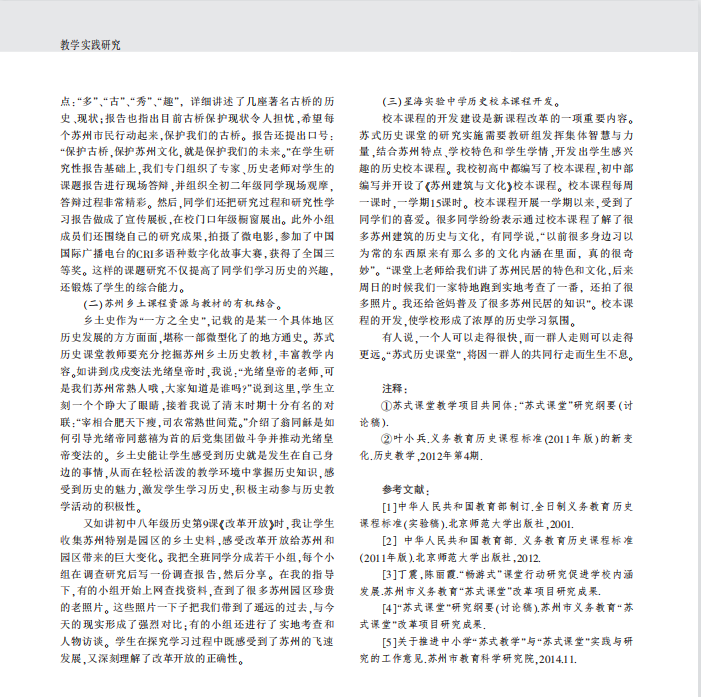 教学实践研究
点：“多”、“古”、“秀”、“趣”，详细讲述了几座著名古桥的历
史、现状；报告也指出目前古桥保护现状令人担忧，希望每
个苏州市民行动起来，保护我们的古桥。报告还提出口号：
“保护古桥，保护苏州文化，就是保护我们的未来。”在学生研
究性报告基础上，我们专门组织了专家、历史老师对学生的
课题报告进行现场答辩，并组织全初二年级同学现场观摩，
答辩过程非常精彩。然后，同学们还把研究过程和研究性学
习报告做成了宣传展板，在校门口年级橱窗展出。此外小组
成员们还围绕自己的研究成果，拍摄了微电影，参加了中国
国际广播电台的CRI多语种数字化故事大赛，获得了全国三
等奖。这样的课题研究不仅提高了同学们学习历史的兴趣，
还锻炼了学生的综合能力。
（二）苏州乡土课程资源与教材的有机结合。
乡土史作为“一方之全史”，记载的是某一个具体地区
历史发展的方方面面，堪称一部微型化了的地方通史。苏式
历史课堂教师要充分挖掘苏州乡土历史教材，丰富教学内
容。如讲到戊戌变法光绪皇帝时，我说：“光绪皇帝的老师，可
是我们苏州常熟人哦，大家知道是谁吗？”说到这里，学生立
刻一个个睁大了眼睛，接着我说了清末时期十分有名的对
联：“宰相合肥天下瘦，司农常熟世间荒。”介绍了翁同龢是如
何引导光绪帝同慈禧为首的后党集团做斗争并推动光绪皇
帝变法的。乡土史能让学生感受到历史就是发生在自己身
边的事情，从而在轻松活泼的教学环境中掌握历史知识，感
受到历史的魅力，激发学生学习历史，积极主动参与历史教
学活动的积极性。
又如讲初中八年级历史第9课《改革开放》时，我让学生
收集苏州特别是园区的乡土史料，感受改革开放给苏州和
园区带来的巨大变化。我把全班同学分成若干小组，每个小
组在调查研究后写一份调查报告，然后分享。在我的指导
下，有的小组开始上网查找资料，查到了很多苏州园区珍贵
的老照片。这些照片一下子把我们带到了遥远的过去，与今
天的现实形成了强烈对比；有的小组还进行了实地考查和
人物访谈。学生在探究学习过程中既感受到了苏州的飞速
发展，又深刻理解了改革开放的正确性。
（三）星海实验中学历史校本课程开发。
校本课程的开发建设是新课程改革的一项重要内容。
苏式历史课堂的研究实施需要教研组发挥集体智慧与力
量，结合苏州特点、学校特色和学生学情，开发出学生感兴
趣的历史校本课程。我校初高中都编写了校本课程，初中部
编写并开设了《苏州建筑与文化》校本课程。校本课程每周
一课时，一学期15课时。校本课程开展一学期以来，受到了
同学们的喜爱。很多同学纷纷表示通过校本课程了解了很
多苏州建筑的历史与文化，有同学说，“以前很多身边习以
为常的东西原来有那么多的文化内涵在里面，真的很奇
妙”。“课堂上老师给我们讲了苏州民居的特色和文化，后来
周日的时候我们一家特地跑到实地考查了一番，还拍了很
多照片。我还给爸妈普及了很多苏州民居的知识”。校本课
程的开发，使学校形成了浓厚的历史学习氛围。
有人说，一个人可以走得很快，而一群人走则可以走得
更远。“苏式历史课堂”，将因一群人的共同行走而生生不息。
注释：
①苏式课堂教学项目共同体：“苏式课堂”研究纲要(讨
论稿).
②叶小兵.义务教育历史课程标准(2011年版)的新变
化.历史教学，2012年第4期.
参考文献：
[1]中华人民共和国教育部制订.全日制义务教育历史
课程标准(实验稿).北京师范大学出版社，2001.
[2] 中华人民共和国教育部. 义务教育历史课程标准
(2011年版).北京师范大学出版社，2012.
[3]丁震，陈丽霞.“畅游式”课堂行动研究促进学校内涵
发展.苏州市义务教育“苏式课堂”改革项目研究成果.
[4]“苏式课堂”研究纲要(讨论稿).苏州市义务教育“苏
式课堂”改革项目研究成果.
[5]关于推进中小学“苏式教学”与“苏式课堂”实践与研
究的工作意见.苏州市教育科学研究院，2014.11.